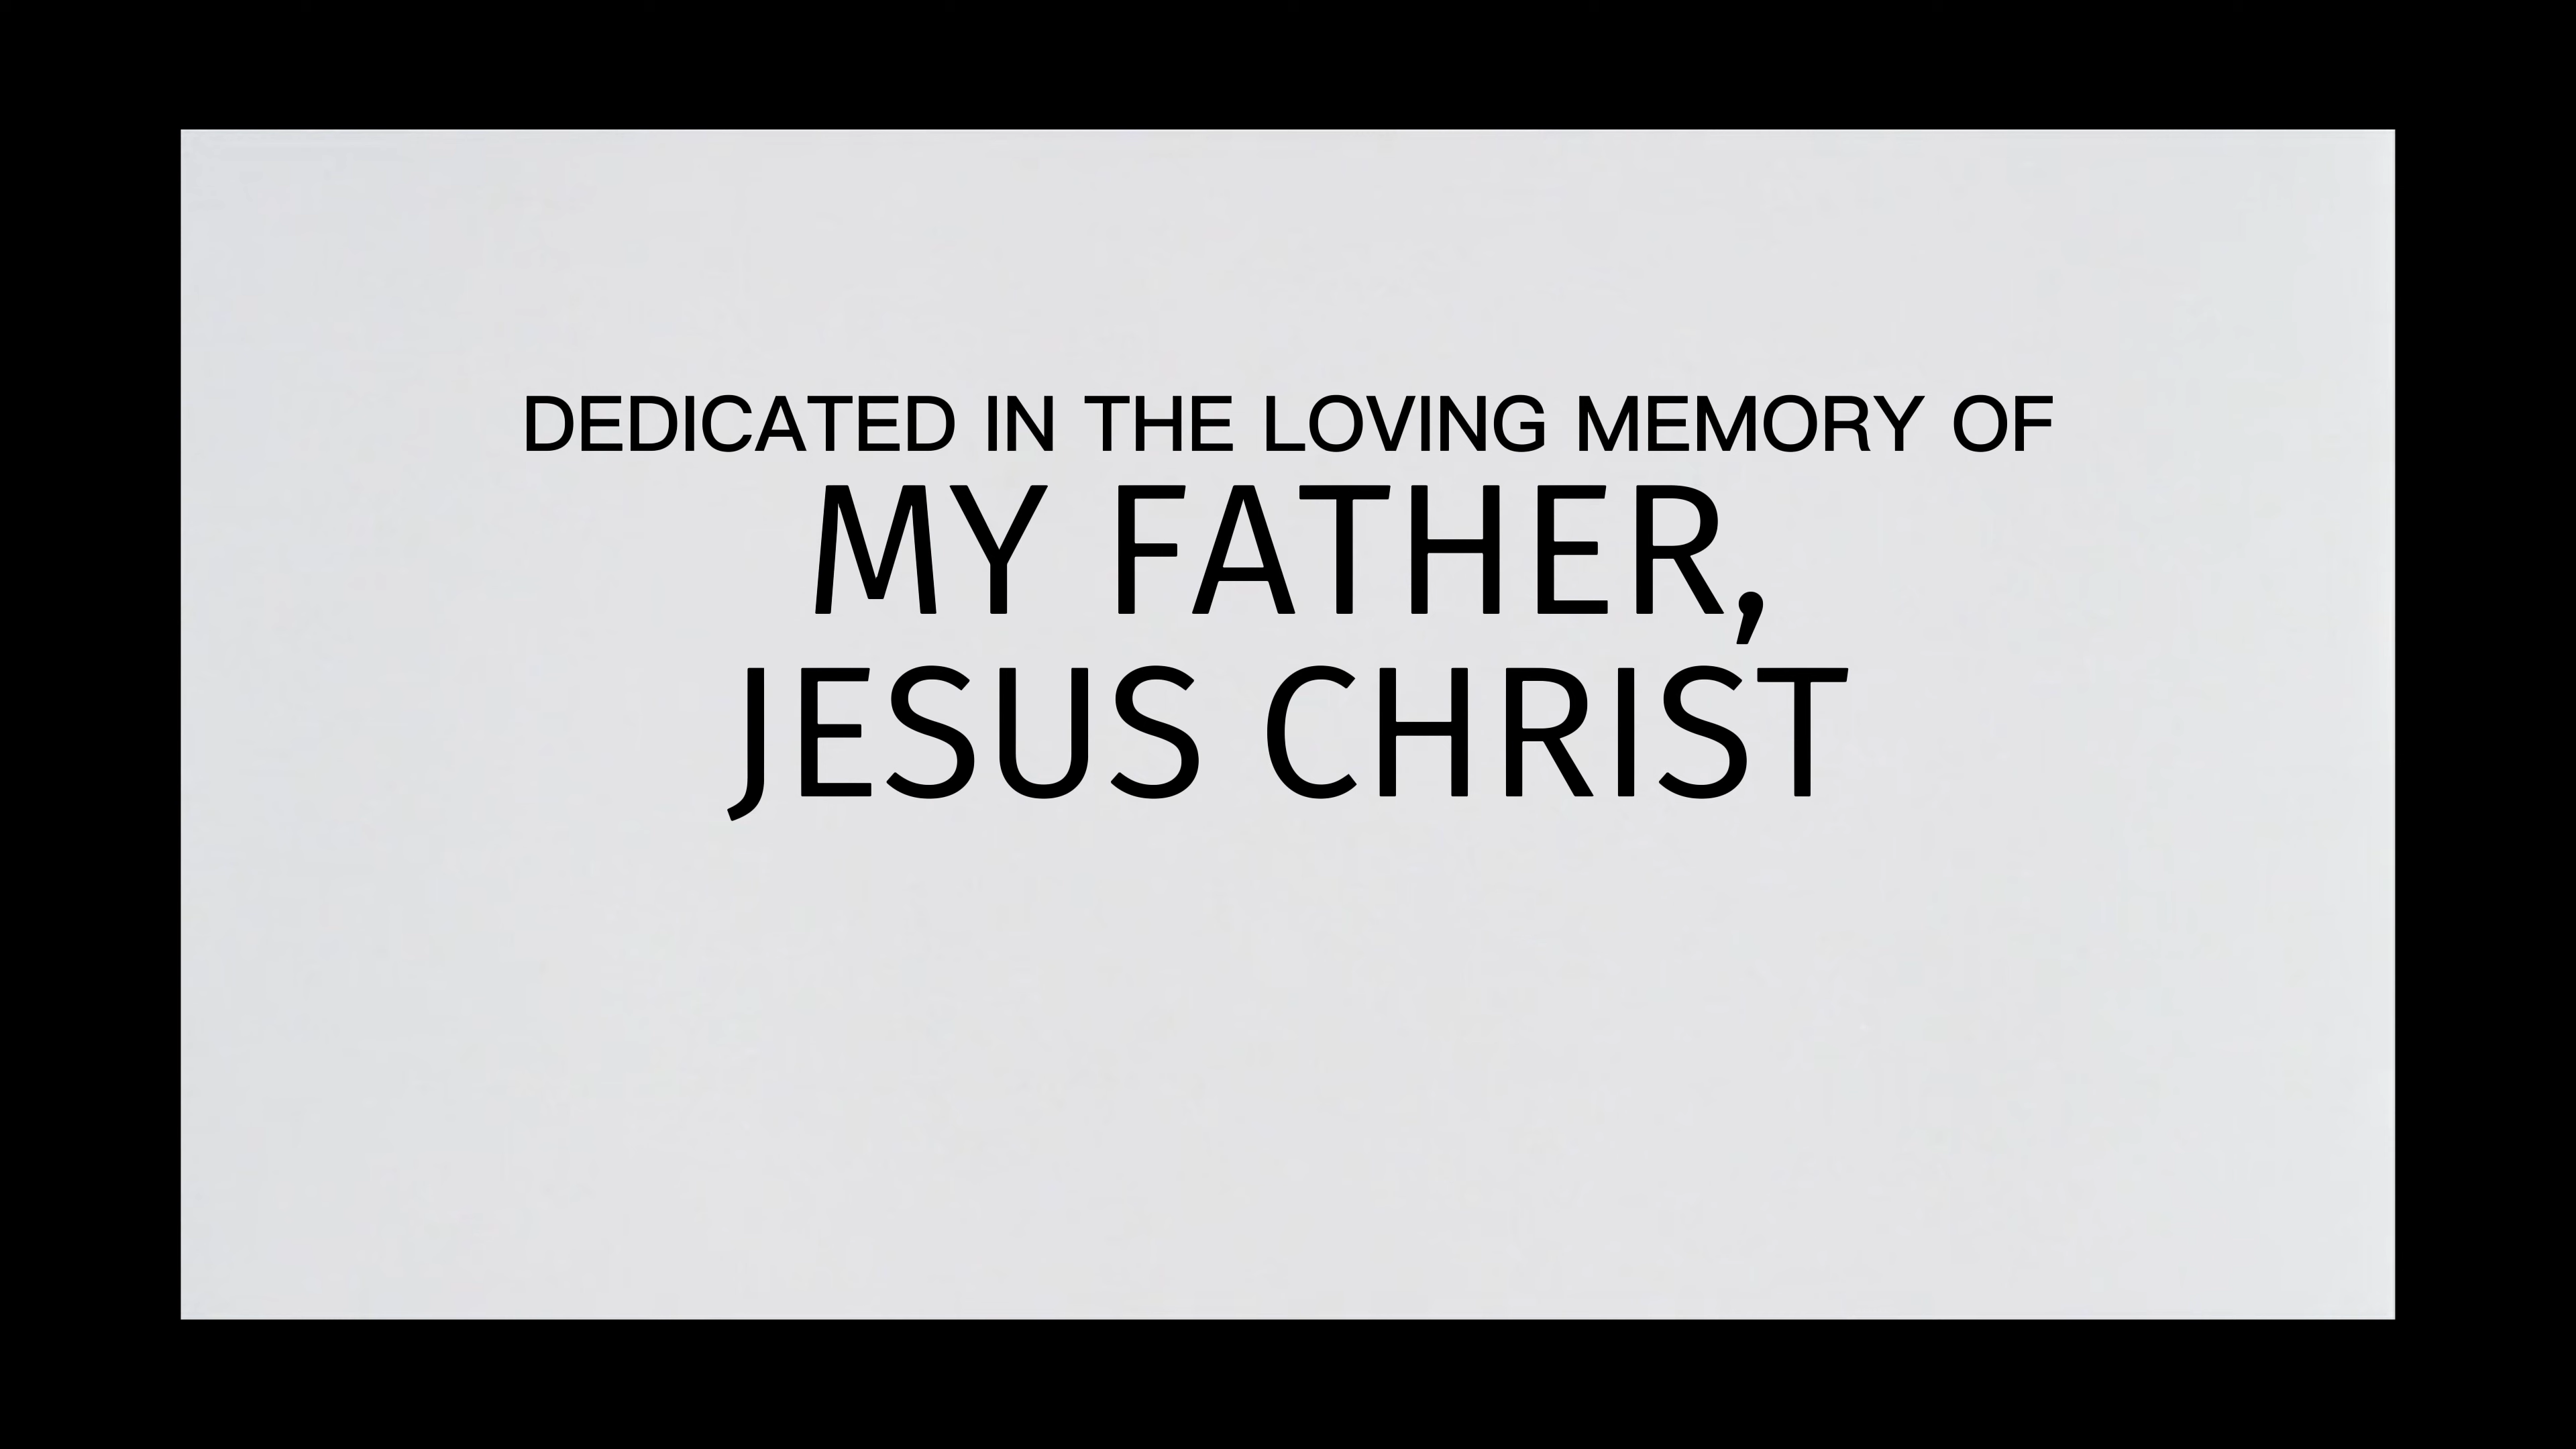 DEDICATED IN THE LOVING MEMORY OF
MY FATHER,
JESUS CHRIST